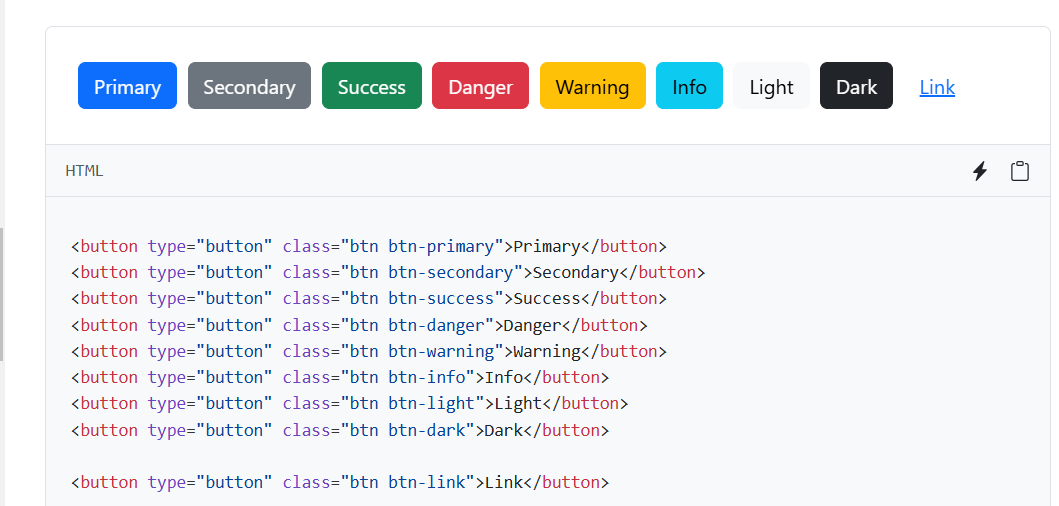 Primary Secondary Success Danger Warning Info Light Dark Link
HTML
<button type="button" class="btn btn-primary">Primary</button>
<button type="button" class="btn btn-secondary">Secondary</button>
<button type="button" class="btn btn-success">Success</button>
<button type="button" class="btn btn-danger">Danger</button>
<button type="button" class="btn btn-warning">Warning</button>
<button type="button" class="btn btn-info">Info</button>
<button type="button" class="btn btn-light">Light</button>
<button type="button" class="btn btn-dark">Dark</button>
<button type="button" class="btn btn-link">Link</button>